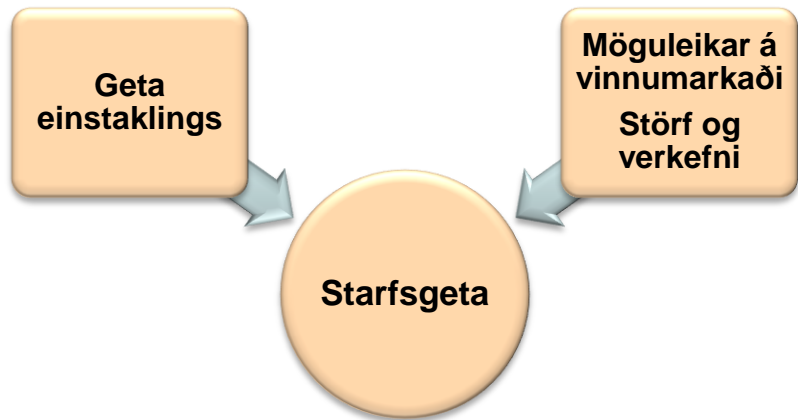 Geta
einstaklings
Möguleikar á
vinnumarkaði
Störf og
verkefni
Starfsgeta